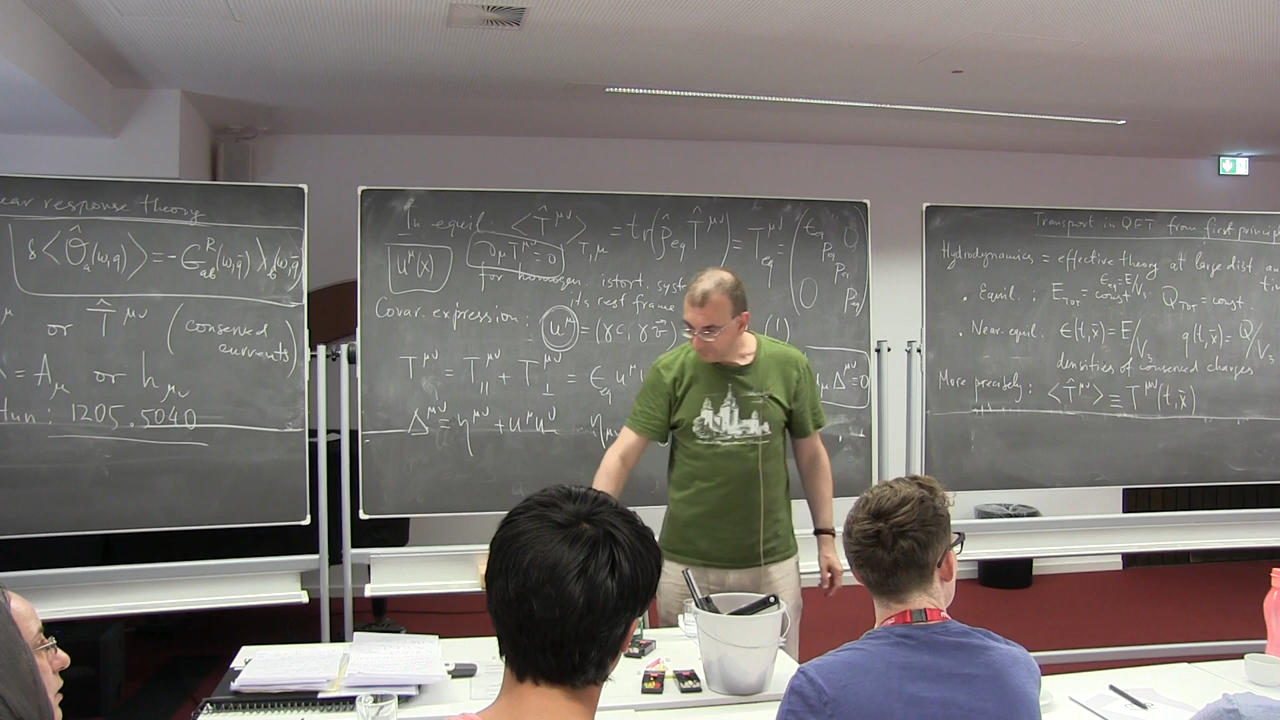 ear response theory
δ⟨Ô_a(ω,q)⟩ = -G^R_ab(ω,q̄) λ_b(ω,q̄)
μ or T̂^μν (conserved currents)
= A_μ or h_μν
tun : 1205.5040
In equil. ⟨T̂^μν⟩_T,μ = tr(ρ̂_eq T̂^μν) = T^μν_eq = (ε_eq 0 P_eq P_eq 0 P_eq)
u^μ(x) ∂_μ T^μν = 0
for homogen. isotr. syst
its rest frame
Covar. expression : u^μ = (γc, γv̄)
T^μν = T^μν_∥ + T^μν_⊥ = ε_eq u^μ
Δ^μν = η^μν + u^μ u^ν
Transport in QFT from first princip
Hydrodynamics = effective theory at large dist. a
ε_eq = E/V_3
• Equil. : E_TOT = const Q_TOT = const
• Near-equil. ε(t,x̄) = E/V_3 q(t,x̄) = Q/V_3
densities of conserved charges
More precisely : ⟨T̂^μν⟩ ≡ T^μν(t,x̄)